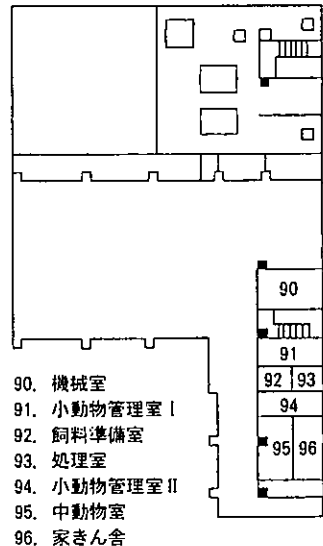 90
91
92 93
94
95 96
90. 機械室
91. 小動物管理室 I
92. 飼料準備室
93. 処理室
94. 小動物管理室 II
95. 中動物室
96. 家きん舎